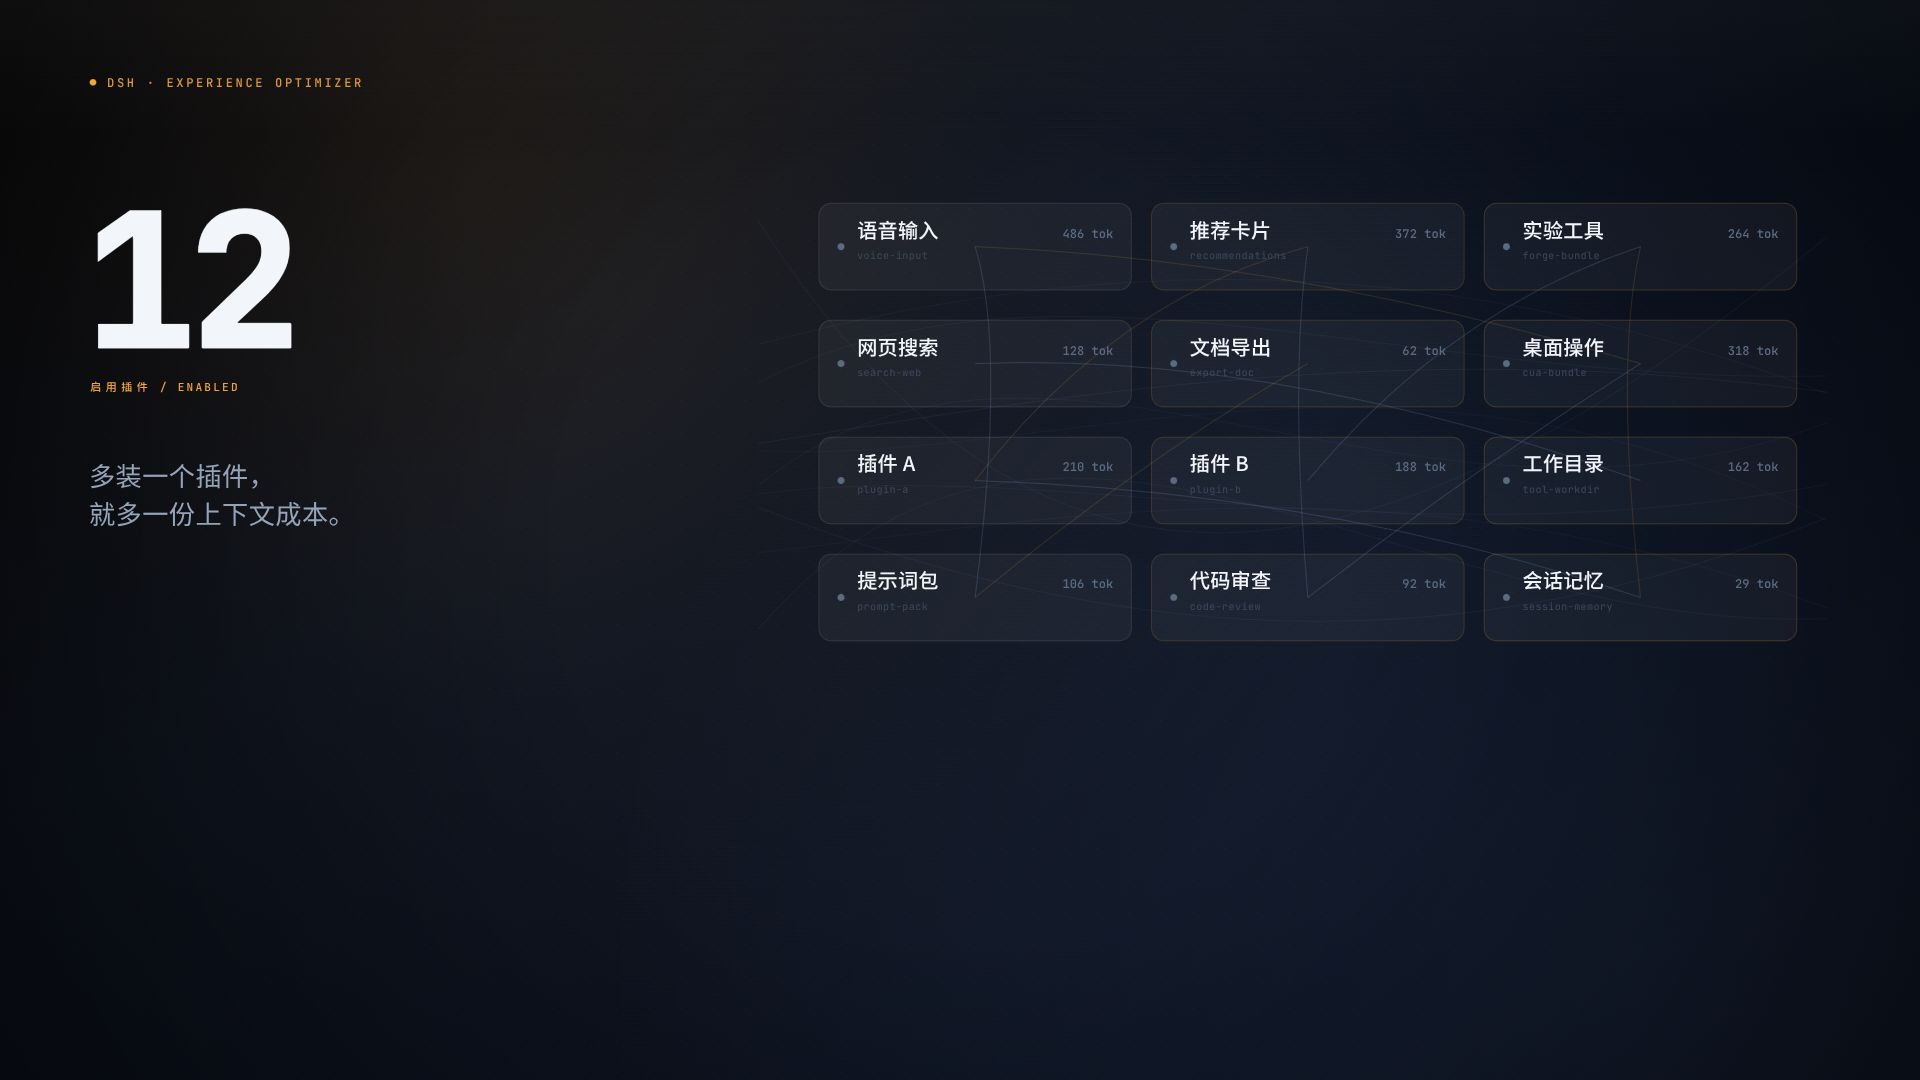 DSH · EXPERIENCE OPTIMIZER
12
启用插件 / ENABLED
多装一个插件，
就多一份上下文成本。
语音输入 486 tok
voice-input
推荐卡片 372 tok
recommendations
实验工具 264 tok
forge-bundle
网页搜索 128 tok
search-web
文档导出 62 tok
export-doc
桌面操作 318 tok
cua-bundle
插件 A 210 tok
plugin-a
插件 B 188 tok
plugin-b
工作目录 162 tok
tool-workdir
提示词包 106 tok
prompt-pack
代码审查 92 tok
code-review
会话记忆 29 tok
session-memory